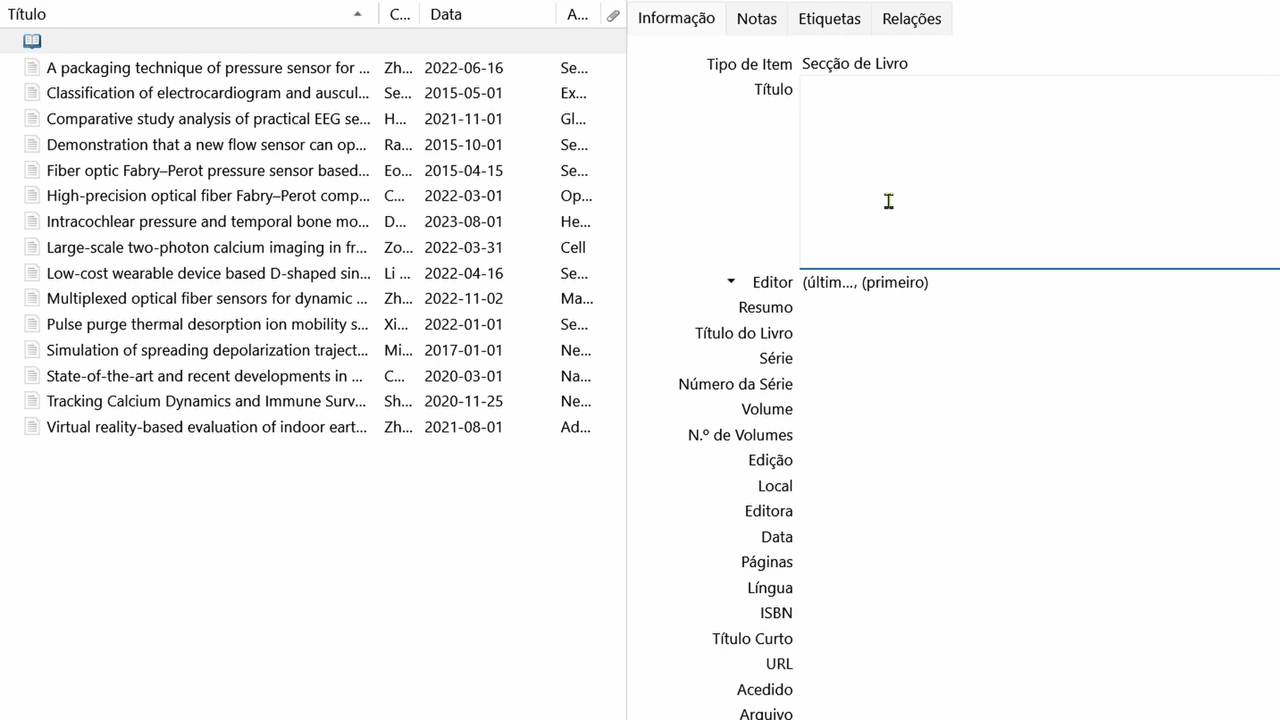 Título C... Data A...
A packaging technique of pressure sensor for ... Zh... 2022-06-16 Se...
Classification of electrocardiogram and auscul... Se... 2015-05-01 Ex...
Comparative study analysis of practical EEG se... H... 2021-11-01 Gl...
Demonstration that a new flow sensor can op... Ra... 2015-10-01 Se...
Fiber optic Fabry–Perot pressure sensor based... Eo... 2015-04-15 Se...
High-precision optical fiber Fabry–Perot comp... C... 2022-03-01 Op...
Intracochlear pressure and temporal bone mo... D... 2023-08-01 He...
Large-scale two-photon calcium imaging in fr... Zo... 2022-03-31 Cell
Low-cost wearable device based D-shaped sin... Li ... 2022-04-16 Se...
Multiplexed optical fiber sensors for dynamic ... Zh... 2022-11-02 Ma...
Pulse purge thermal desorption ion mobility s... Xi... 2022-01-01 Se...
Simulation of spreading depolarization traject... Mi... 2017-01-01 Ne...
State-of-the-art and recent developments in ... C... 2020-03-01 Na...
Tracking Calcium Dynamics and Immune Surv... Sh... 2020-11-25 Ne...
Virtual reality-based evaluation of indoor eart... Zh... 2021-08-01 Ad...
Informação Notas Etiquetas Relações
Tipo de Item Secção de Livro
Título
Editor (últim..., (primeiro)
Resumo
Título do Livro
Série
Número da Série
Volume
N.º de Volumes
Edição
Local
Editora
Data
Páginas
Língua
ISBN
Título Curto
URL
Acedido
Arquivo